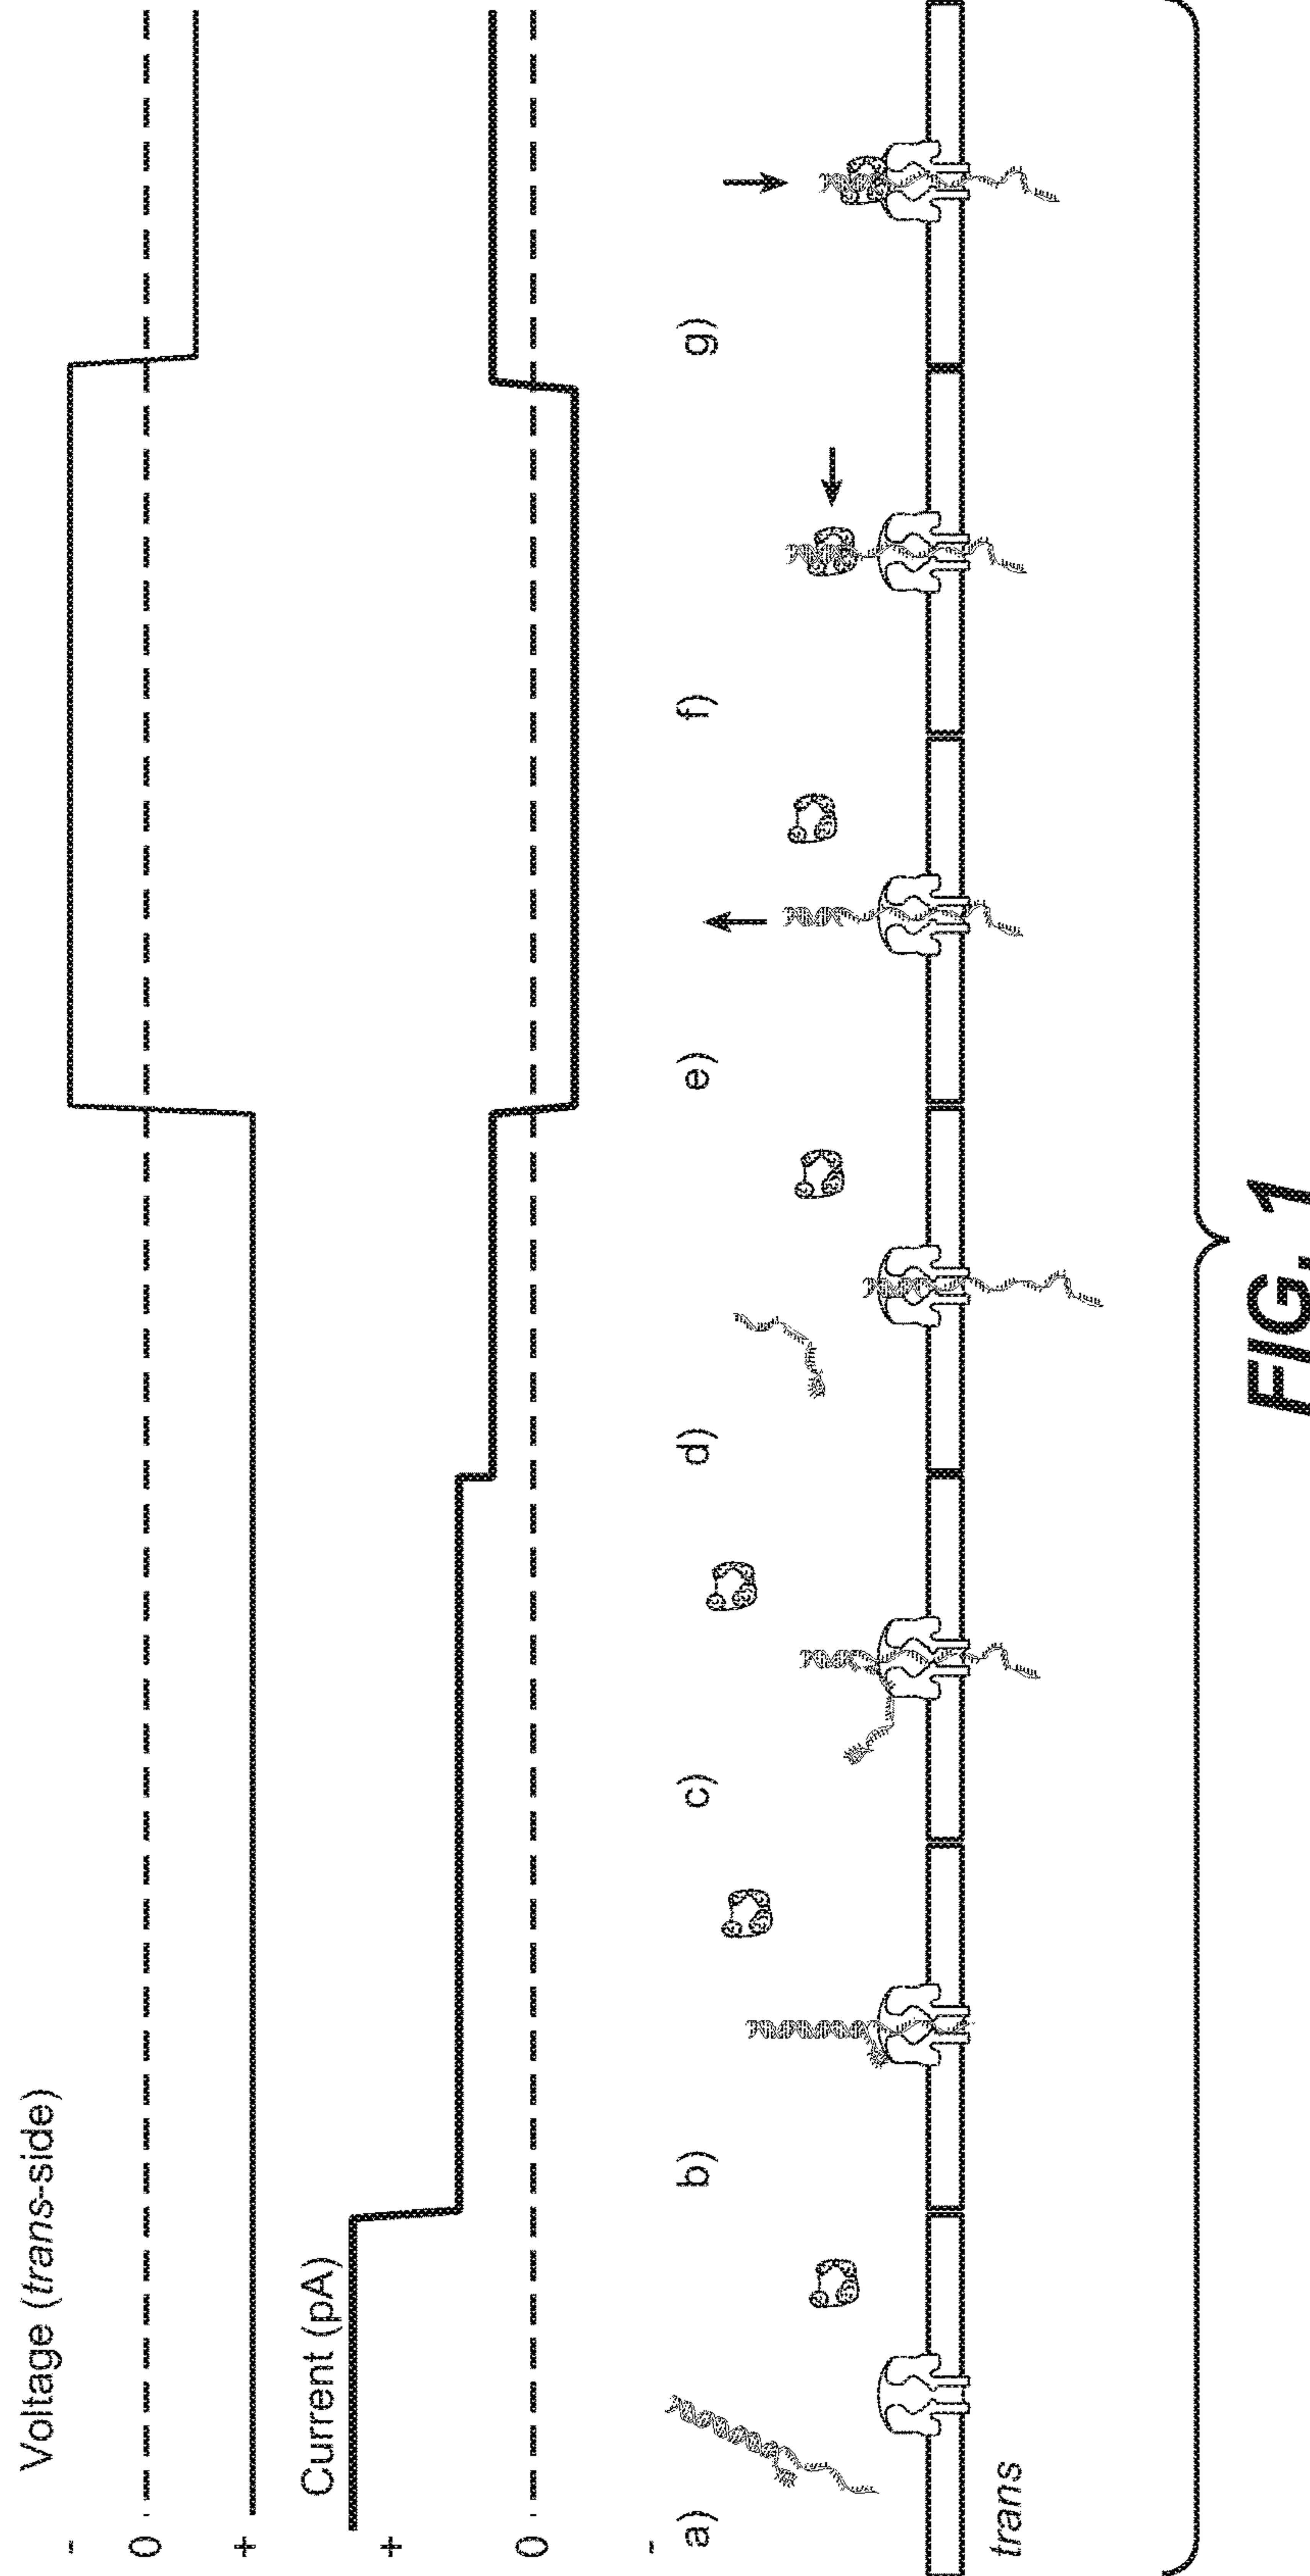 Voltage (trans-side)
-
0
+
Current (pA)
+
0
-
a)
b)
c)
d)
e)
f)
g)
trans
FIG. 1